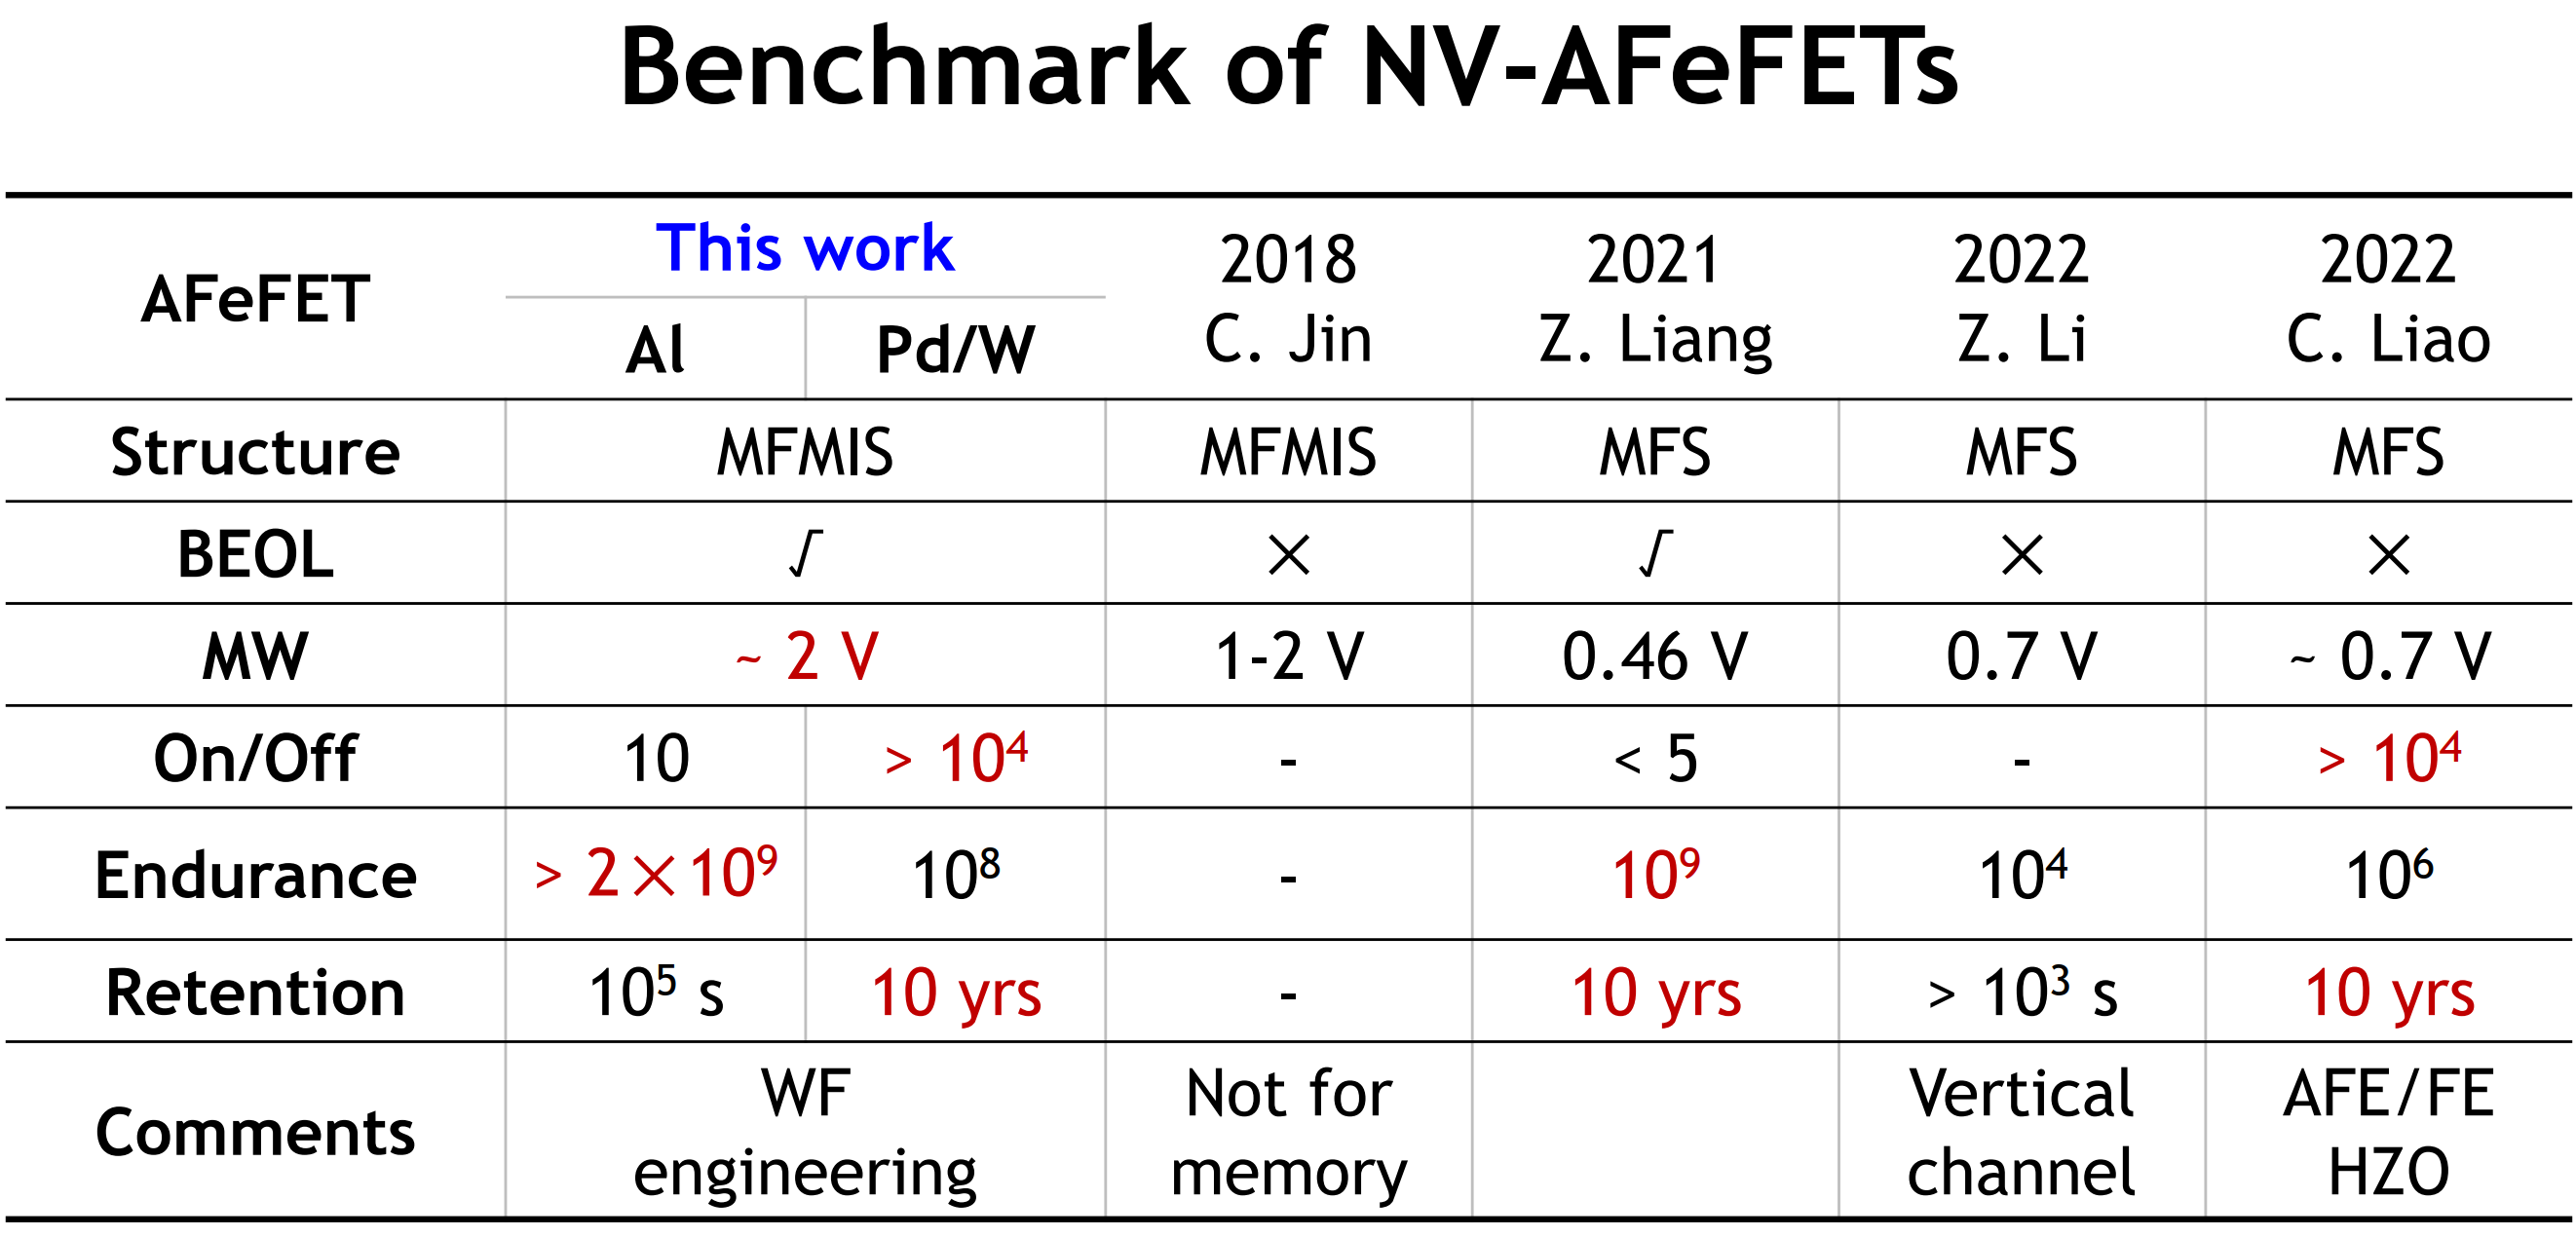 Benchmark of NV-AFeFETs
AFeFET
This work
Al
Pd/W
2018
C. Jin
2021
Z. Liang
2022
Z. Li
2022
C. Liao
Structure
MFMIS
MFMIS
MFS
MFS
MFS
BEOL
√
×
√
×
×
MW
~ 2 V
1-2 V
0.46 V
0.7 V
~ 0.7 V
On/Off
10
> 10⁴
-
< 5
-
> 10⁴
Endurance
> 2×10⁹
10⁸
-
10⁹
10⁴
10⁶
Retention
10⁵ s
10 yrs
-
10 yrs
> 10³ s
10 yrs
Comments
WF
engineering
Not for
memory
Vertical
channel
AFE/FE
HZO